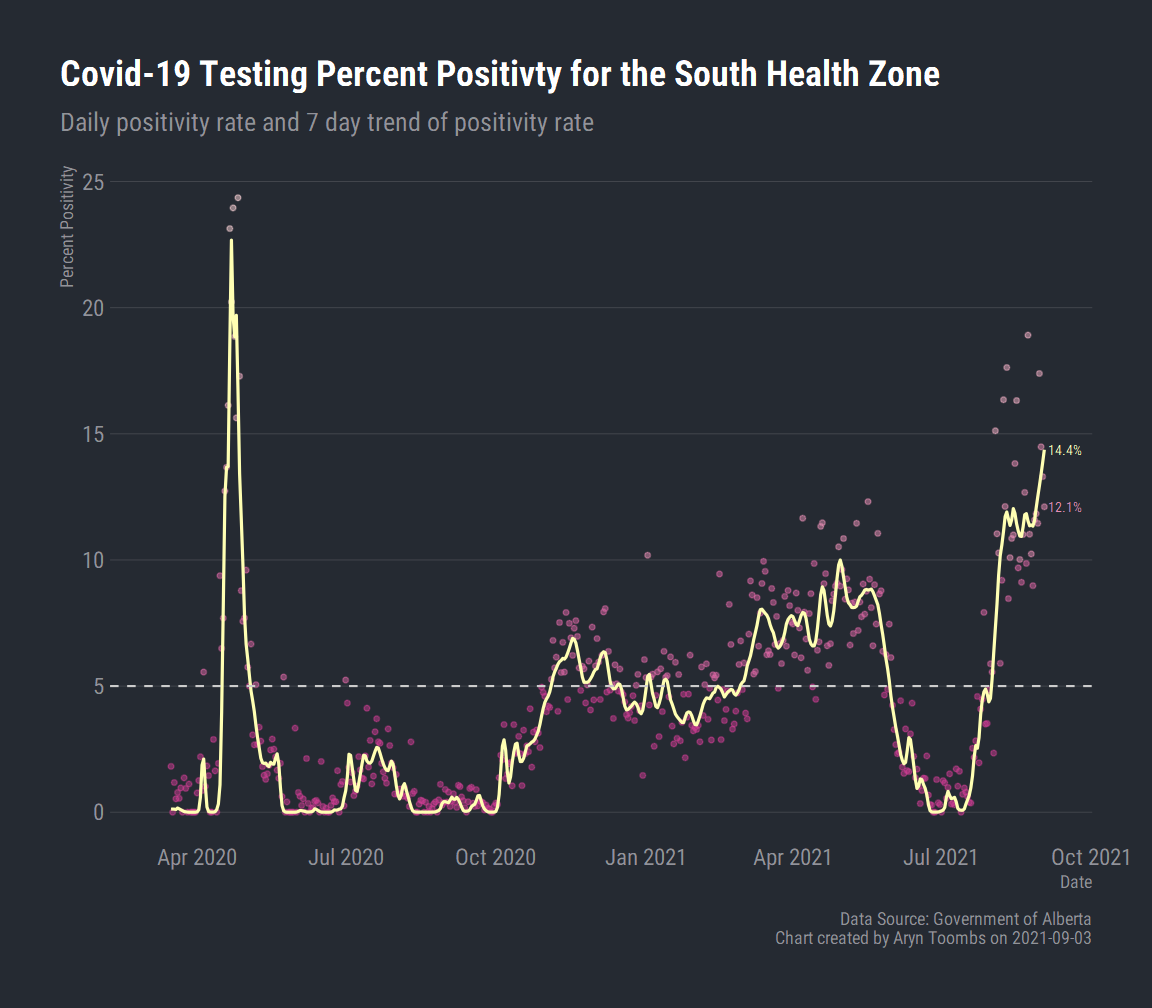 Covid-19 Testing Percent Positivty for the South Health Zone
Daily positivity rate and 7 day trend of positivity rate
Percent Positivity
25
20
15
14.4%
12.1%
10
5
0
Apr 2020 Jul 2020 Oct 2020 Jan 2021 Apr 2021 Jul 2021 Oct 2021
Date
Data Source: Government of Alberta
Chart created by Aryn Toombs on 2021-09-03